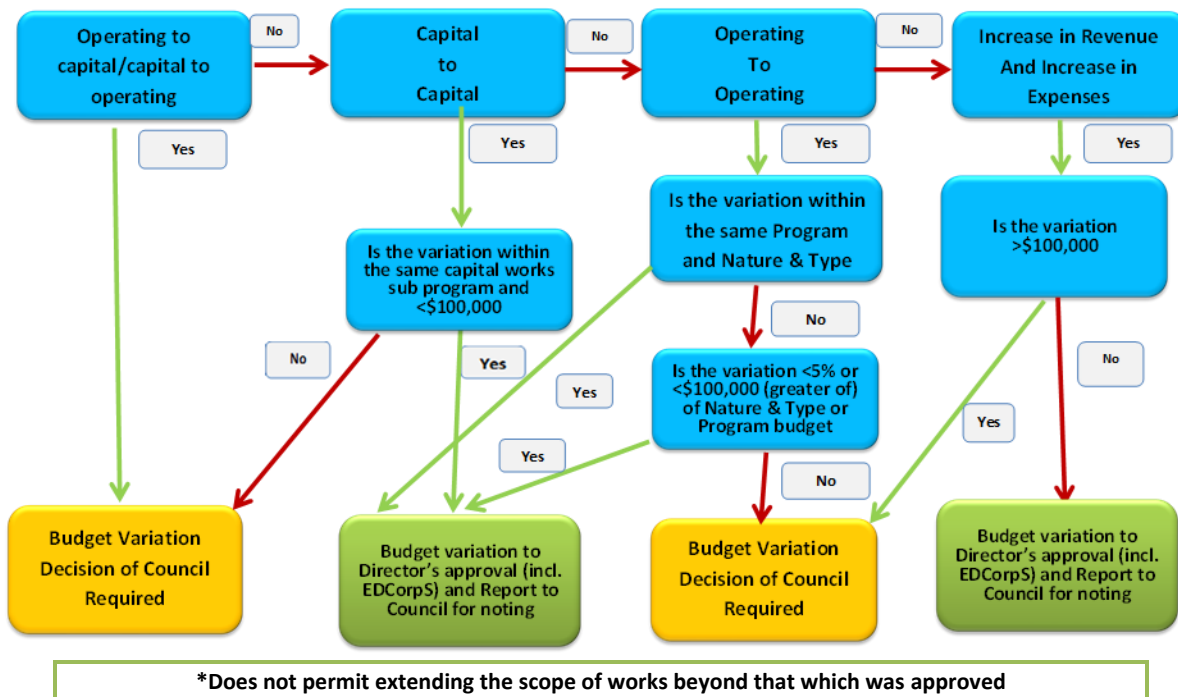 Operating to
capital/capital to
operating
No
Capital
to
Capital
No
Operating
To
Operating
No
Increase in Revenue
And Increase in
Expenses
Yes
Yes
Yes
Yes
Is the variation within
the same capital works
sub program and
<$100,000
Is the variation within
the same Program
and Nature & Type
Is the variation
>$100,000
No
Yes
Yes
No
No
Is the variation <5% or
<$100,000 (greater of)
of Nature & Type or
Program budget
Yes
Yes
No
Budget Variation
Decision of Council
Required
Budget variation to
Director's approval (incl.
EDCorpS) and Report to
Council for noting
Budget Variation
Decision of Council
Required
Budget variation to
Director's approval (incl.
EDCorpS) and Report to
Council for noting
*Does not permit extending the scope of works beyond that which was approved